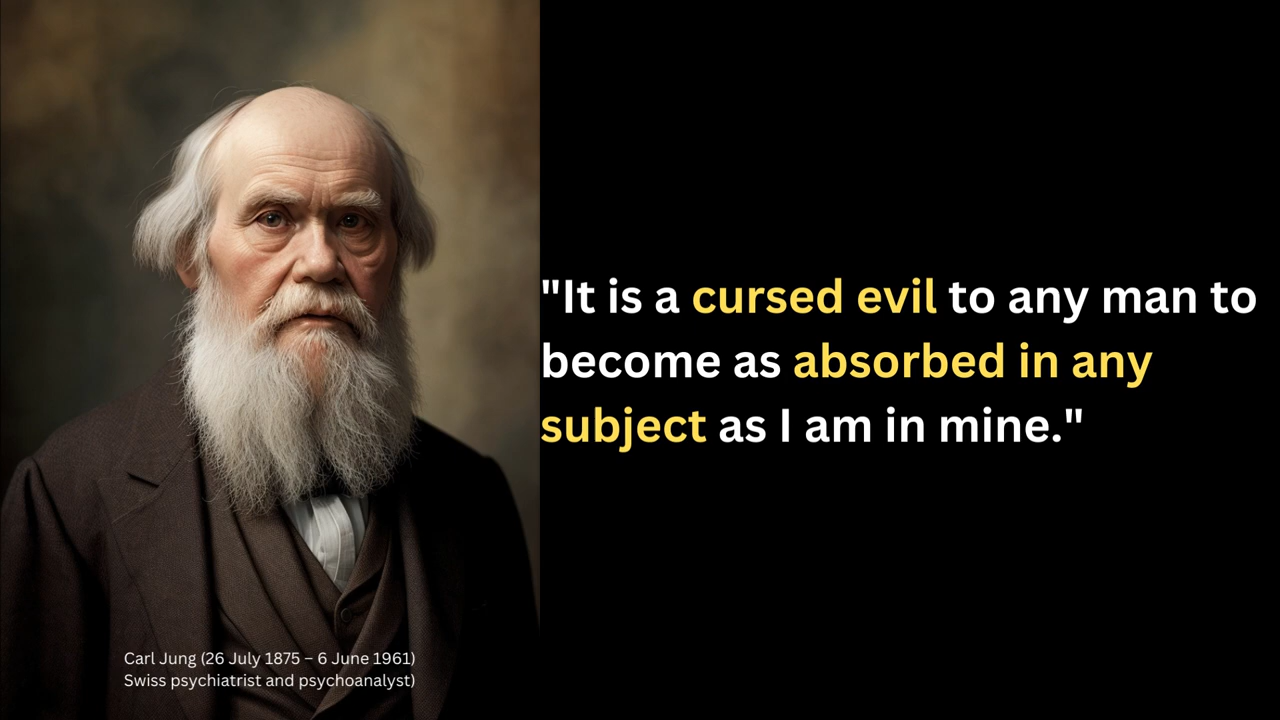 "It is a cursed evil to any man to
become as absorbed in any
subject as I am in mine."
Carl Jung (26 July 1875 – 6 June 1961)
Swiss psychiatrist and psychoanalyst)